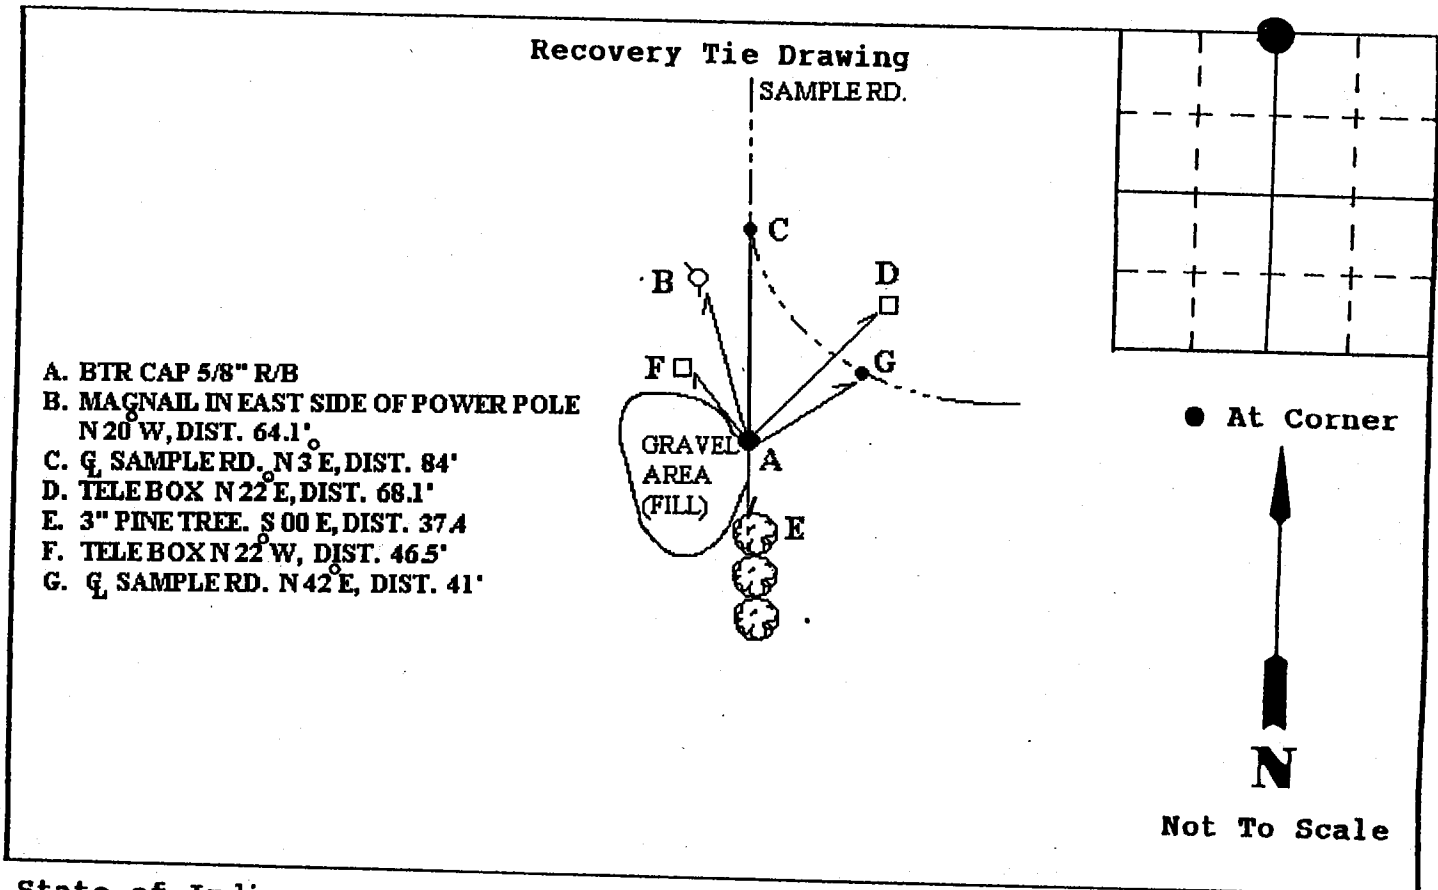 Recovery Tie Drawing
SAMPLE RD.
C
B
D
F
G
A. BTR CAP 5/8" R/B
B. MAGNAIL IN EAST SIDE OF POWER POLE
N 20° W, DIST. 64.1'
C. ℄ SAMPLE RD. N 3° E, DIST. 84'
D. TELE BOX N 22° E, DIST. 68.1'
E. 3" PINE TREE. S 00 E, DIST. 37.4
F. TELE BOX N 22° W, DIST. 46.5'
G. ℄ SAMPLE RD. N 42° E, DIST. 41'
GRAVEL
AREA
(FILL)
A
E
● At Corner
N
Not To Scale
State of Indi